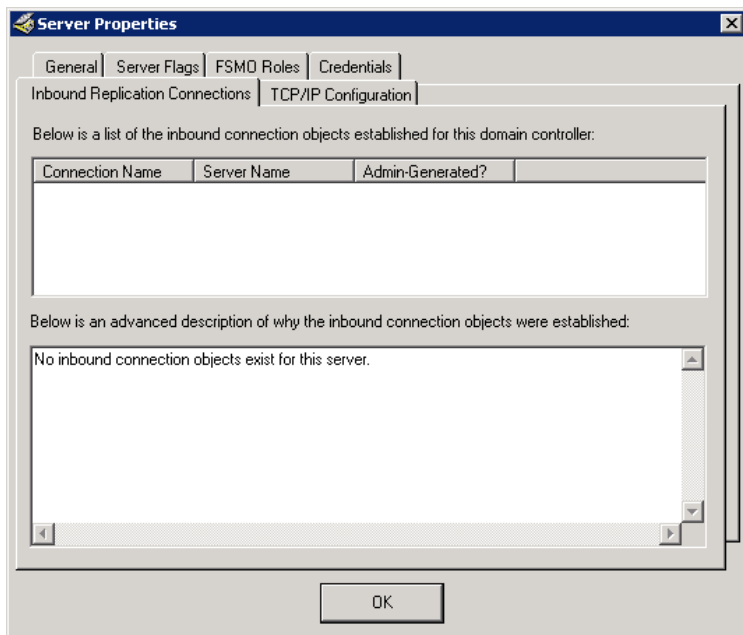 Server Properties
General Server Flags FSMO Roles Credentials
Inbound Replication Connections TCP/IP Configuration
Below is a list of the inbound connection objects established for this domain controller:
Connection Name Server Name Admin-Generated?
Below is an advanced description of why the inbound connection objects were established:
No inbound connection objects exist for this server.
OK